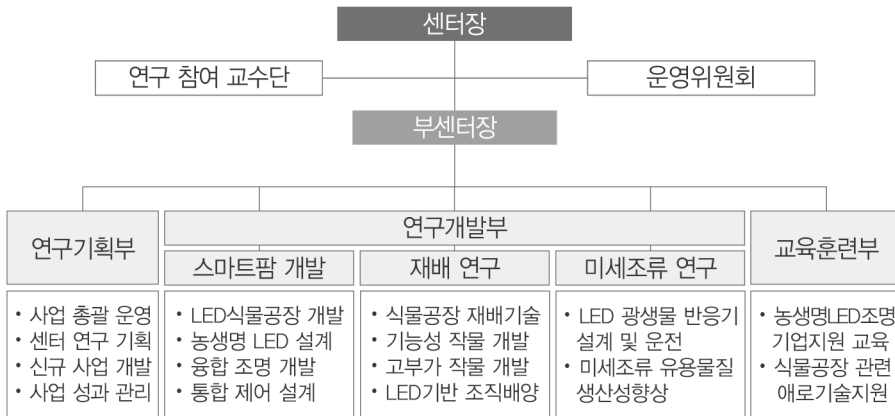 센터장
연구 참여 교수단
운영위원회
부센터장
연구기획부
연구개발부
교육훈련부
스마트팜 개발
재배 연구
미세조류 연구
• 사업 총괄 운영
• 센터 연구 기획
• 신규 사업 개발
• 사업 성과 관리
• LED식물공장 개발
• 농생명 LED 설계
• 융합 조명 개발
• 통합 제어 설계
• 식물공장 재배기술
• 기능성 작물 개발
• 고부가 작물 개발
• LED기반 조직배양
• LED 광생물 반응기
설계 및 운전
• 미세조류 유용물질
생산성향상
• 농생명LED조명
기업지원 교육
• 식물공장 관련
애로기술지원